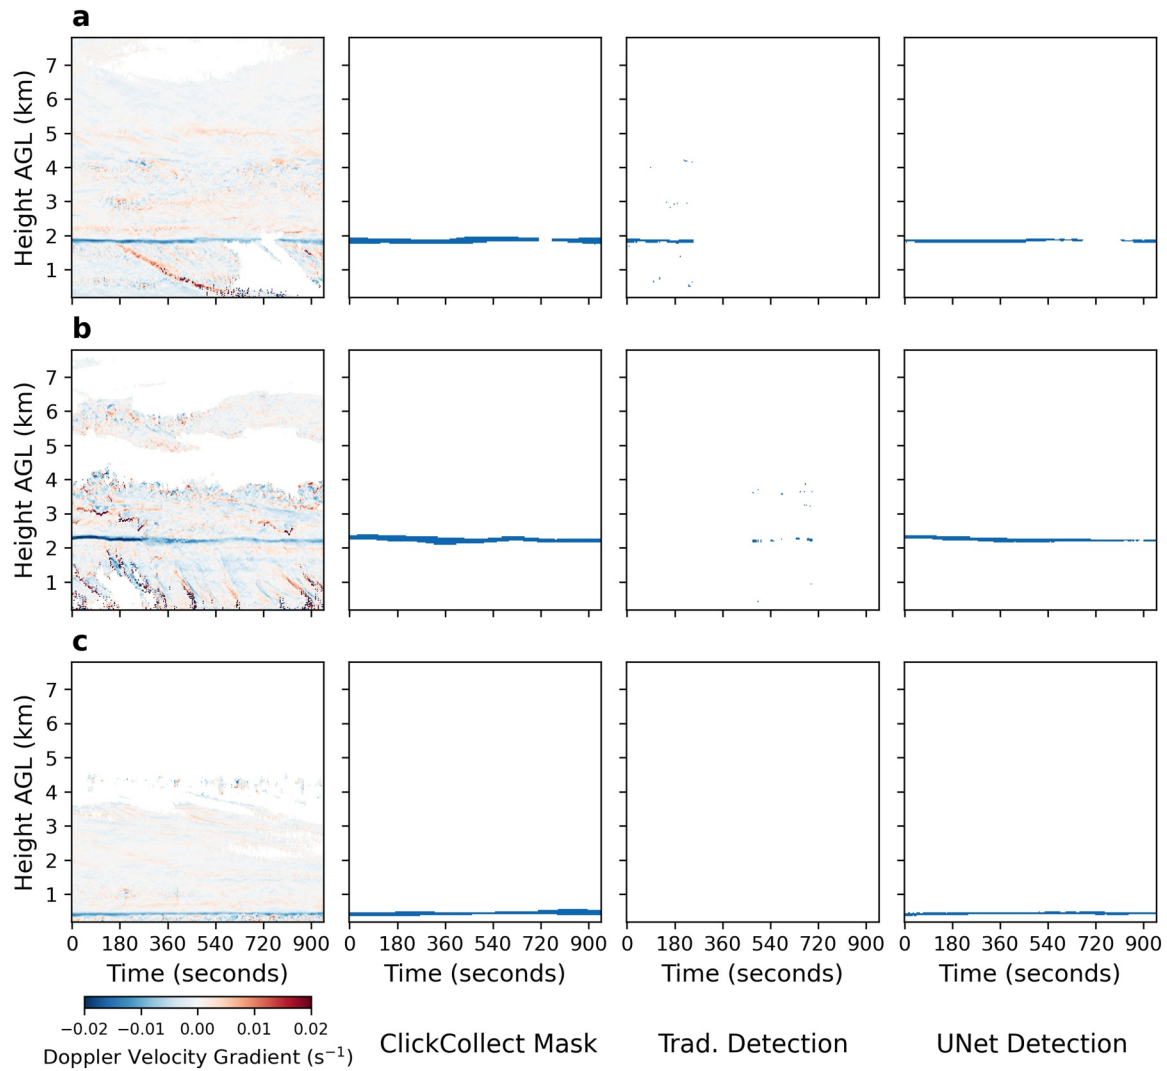 a
Height AGL (km)
7
6
5
4
3
2
1
b
Height AGL (km)
7
6
5
4
3
2
1
c
Height AGL (km)
7
6
5
4
3
2
1
0 180 360 540 720 900
0 180 360 540 720 900
0 180 360 540 720 900
0 180 360 540 720 900
Time (seconds)
Time (seconds)
Time (seconds)
Time (seconds)
−0.02 −0.01 0.00 0.01 0.02
Doppler Velocity Gradient (s⁻¹)
ClickCollect Mask
Trad. Detection
UNet Detection